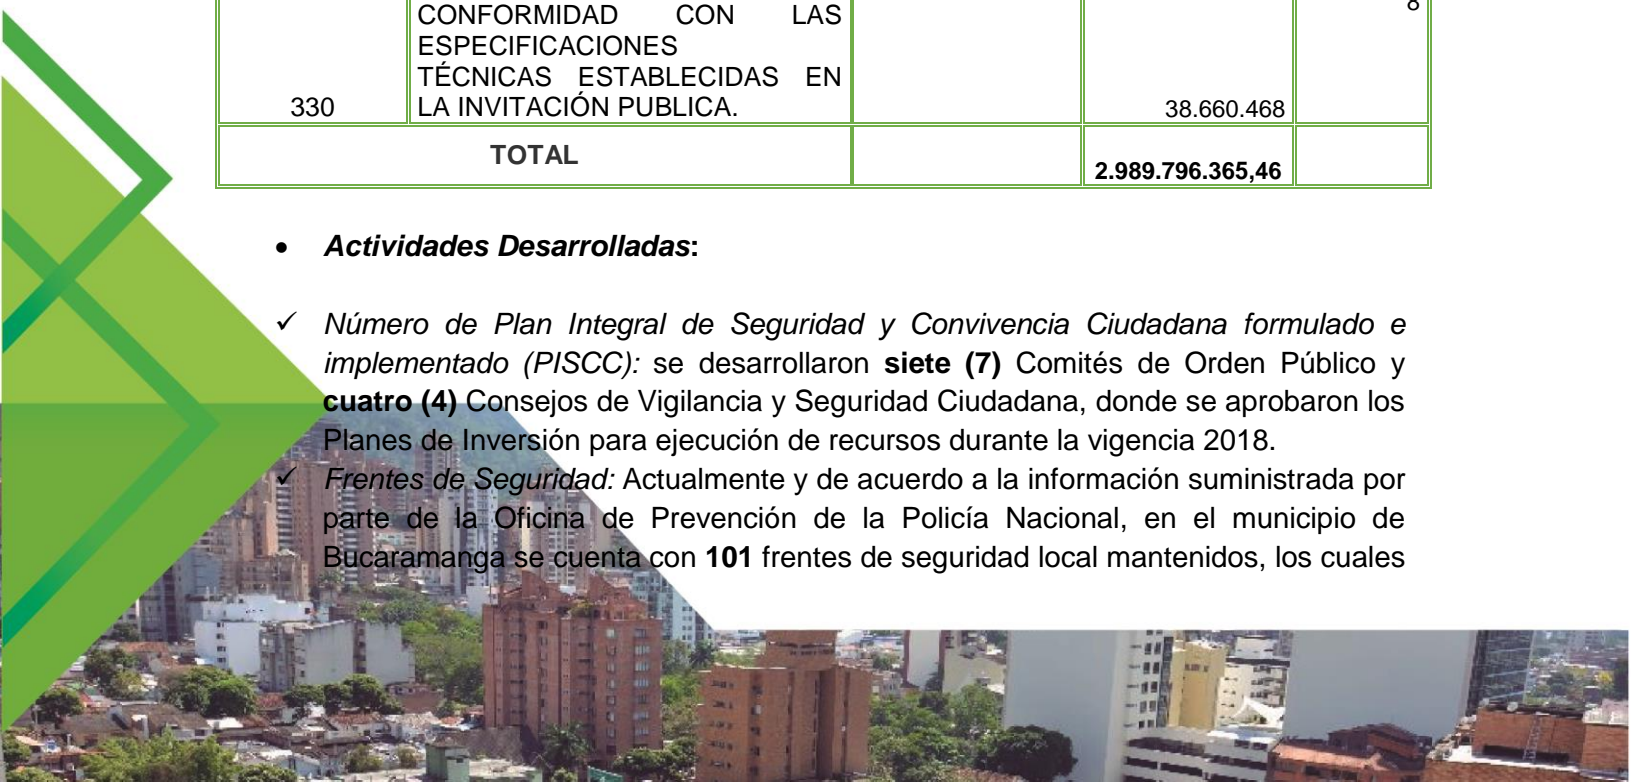 CONFORMIDAD CON LAS
8
ESPECIFICACIONES
TÉCNICAS ESTABLECIDAS EN
330 LA INVITACIÓN PUBLICA. 38.660.468
TOTAL 2.989.796.365,46
• Actividades Desarrolladas:
✓ Número de Plan Integral de Seguridad y Convivencia Ciudadana formulado e
implementado (PISCC): se desarrollaron siete (7) Comités de Orden Público y
cuatro (4) Consejos de Vigilancia y Seguridad Ciudadana, donde se aprobaron los
Planes de Inversión para ejecución de recursos durante la vigencia 2018.
✓ Frentes de Seguridad: Actualmente y de acuerdo a la información suministrada por
parte de la Oficina de Prevención de la Policía Nacional, en el municipio de
Bucaramanga se cuenta con 101 frentes de seguridad local mantenidos, los cuales